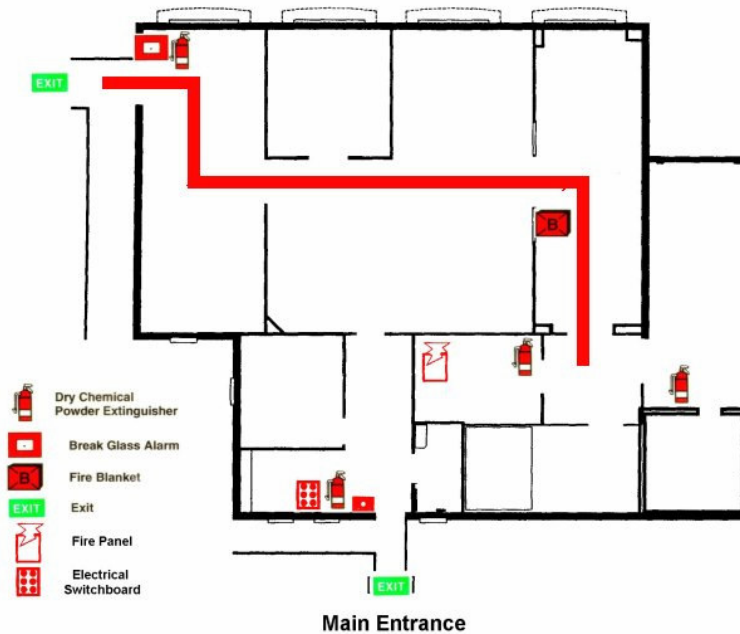 EXIT
B
Dry Chemical
Powder Extinguisher
Break Glass Alarm
B
Fire Blanket
EXIT
Exit
Fire Panel
Electrical
Switchboard
EXIT
Main Entrance